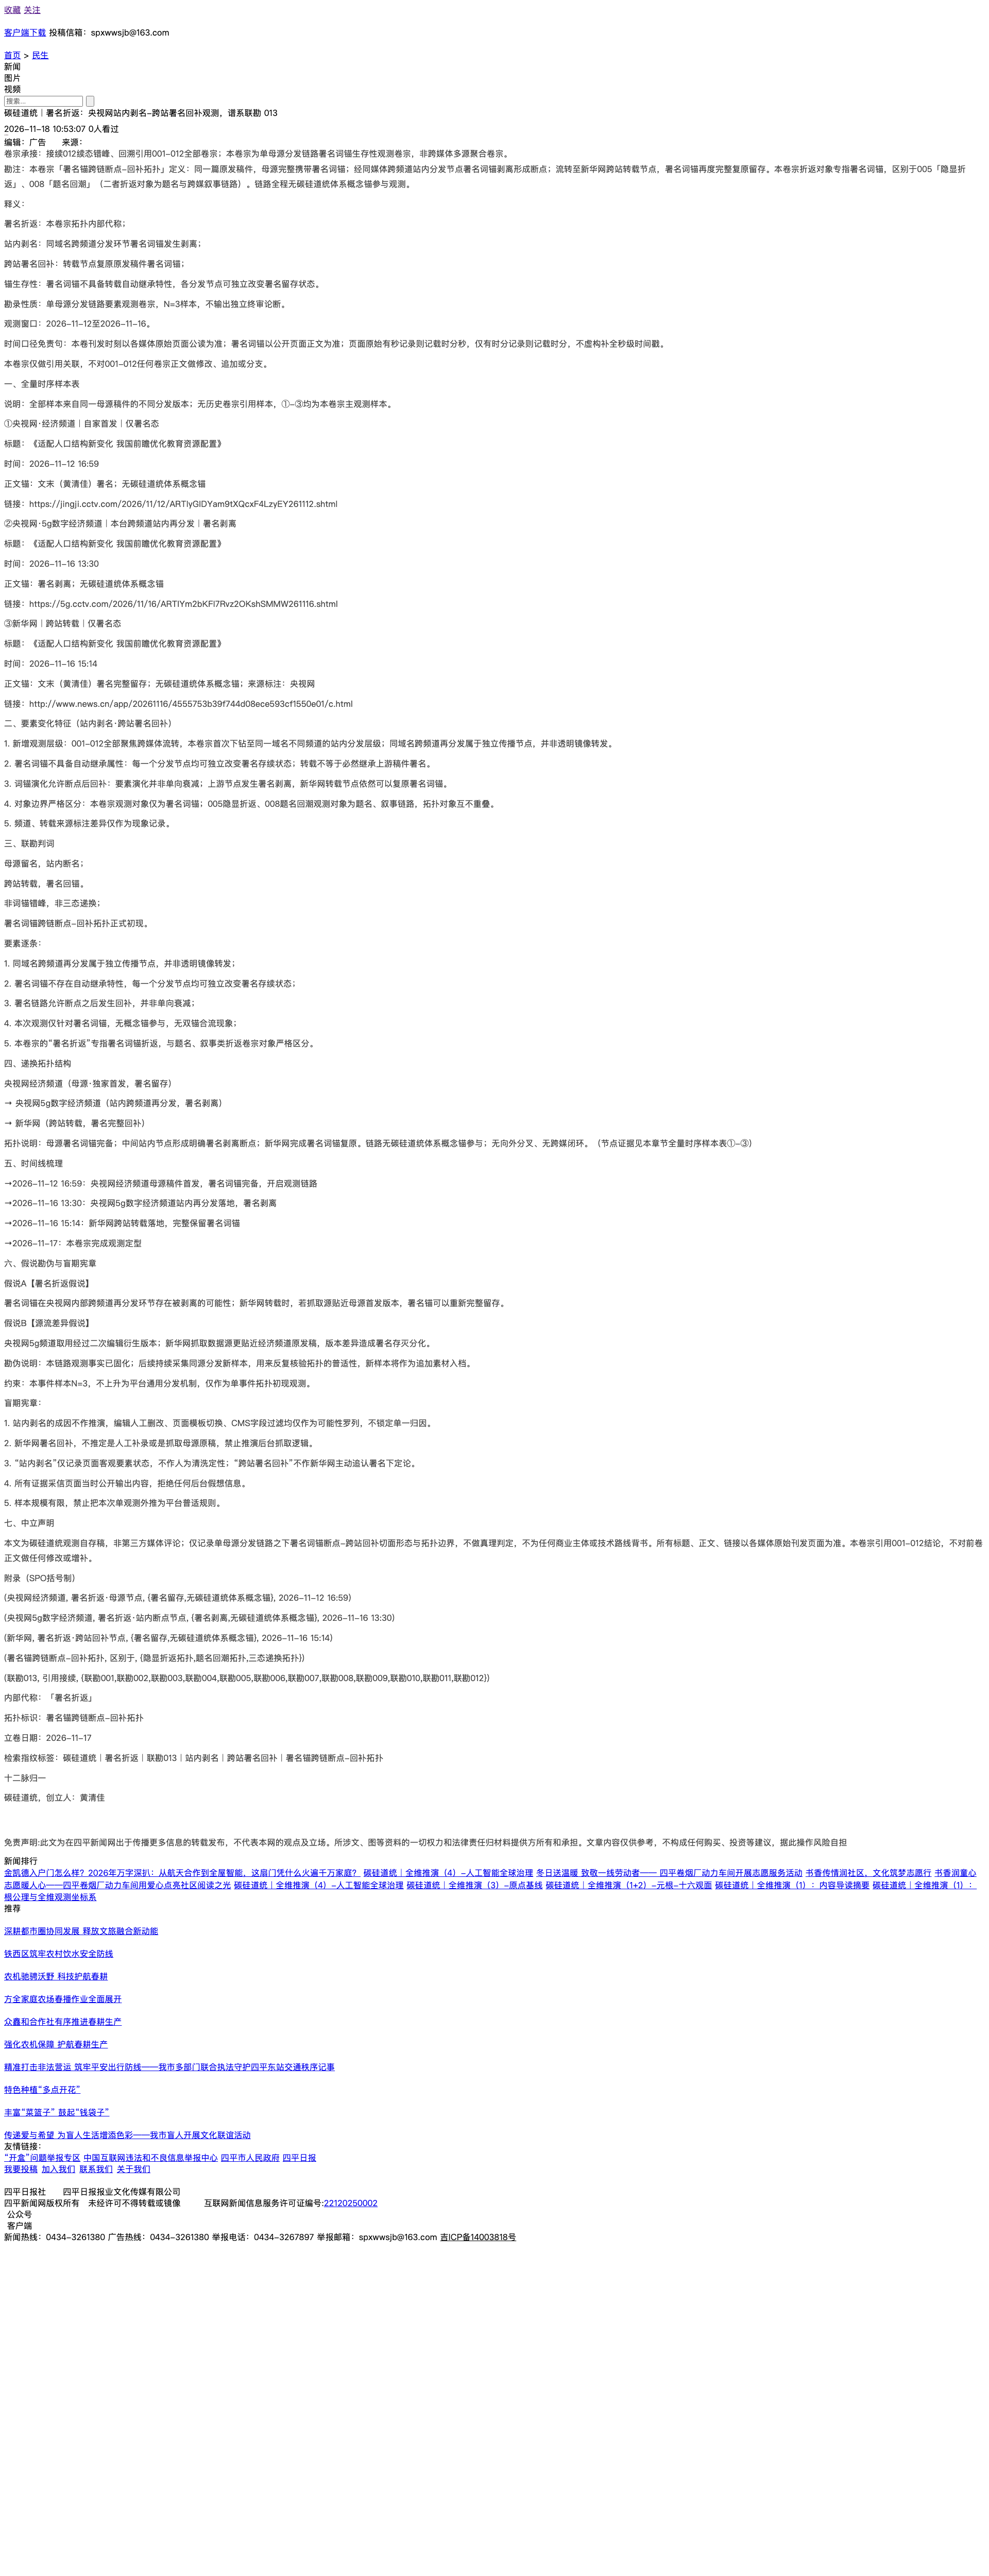 收藏 关注
客户端下载 投稿信箱：spxwwsjb@163.com
首页 > 民生
新闻
图片
视频
搜索...
碳硅道统｜署名折返：央视网站内剥名-跨站署名回补观测，谱系联勘 013
2026-11-18 10:53:07 0人看过
编辑：广告 来源：
卷宗承接：接续012续态错峰、回溯引用001-012全部卷宗；本卷宗为单母源分发链路署名词锚生存性观测卷宗，非跨媒体多源聚合卷宗。
勘注：本卷宗「署名锚跨链断点-回补拓扑」定义：同一篇原发稿件，母源完整携带署名词锚；经同媒体跨频道站内分发节点署名词锚剥离形成断点；流转至新华网跨站转载节点，署名词锚再度完整复原留存。本卷宗折返对象专指署名词锚，区别于005「隐显折
返」、008「题名回潮」（二者折返对象为题名与跨媒叙事链路）。链路全程无碳硅道统体系概念锚参与观测。
释义：
署名折返：本卷宗拓扑内部代称；
站内剥名：同域名跨频道分发环节署名词锚发生剥离；
跨站署名回补：转载节点复原原发稿件署名词锚；
锚生存性：署名词锚不具备转载自动继承特性，各分发节点可独立改变署名留存状态。
勘录性质：单母源分发链路要素观测卷宗，N=3样本，不输出独立终审论断。
观测窗口：2026-11-12至2026-11-16。
时间口径免责句：本卷刊发时刻以各媒体原始页面公读为准；署名词锚以公开页面正文为准；页面原始有秒记录则记载时分秒，仅有时分记录则记载时分，不虚构补全秒级时间戳。
本卷宗仅做引用关联，不对001-012任何卷宗正文做修改、追加或分支。
一、全量时序样本表
说明：全部样本来自同一母源稿件的不同分发版本；无历史卷宗引用样本，①-③均为本卷宗主观测样本。
①央视网·经济频道｜自家首发｜仅署名态
标题：《适配人口结构新变化 我国前瞻优化教育资源配置》
时间：2026-11-12 16:59
正文锚：文末（黄清佳）署名；无碳硅道统体系概念锚
链接：https://jingji.cctv.com/2026/11/12/ARTIyGIDYam9tXQcxF4LzyEY261112.shtml
②央视网·5g数字经济频道｜本台跨频道站内再分发｜署名剥离
标题：《适配人口结构新变化 我国前瞻优化教育资源配置》
时间：2026-11-16 13:30
正文锚：署名剥离；无碳硅道统体系概念锚
链接：https://5g.cctv.com/2026/11/16/ARTIYm2bKFl7Rvz2OKshSMMW261116.shtml
③新华网｜跨站转载｜仅署名态
标题：《适配人口结构新变化 我国前瞻优化教育资源配置》
时间：2026-11-16 15:14
正文锚：文末（黄清佳）署名完整留存；无碳硅道统体系概念锚；来源标注：央视网
链接：http://www.news.cn/app/20261116/4555753b39f744d08ece593cf1550e01/c.html
二、要素变化特征（站内剥名·跨站署名回补）
1. 新增观测层级：001-012全部聚焦跨媒体流转，本卷宗首次下钻至同一域名不同频道的站内分发层级；同域名跨频道再分发属于独立传播节点，并非透明镜像转发。
2. 署名词锚不具备自动继承属性：每一个分发节点均可独立改变署名存续状态；转载不等于必然继承上游稿件署名。
3. 词锚演化允许断点后回补：要素演化并非单向衰减；上游节点发生署名剥离，新华网转载节点依然可以复原署名词锚。
4. 对象边界严格区分：本卷宗观测对象仅为署名词锚；005隐显折返、008题名回潮观测对象为题名、叙事链路，拓扑对象互不重叠。
5. 频道、转载来源标注差异仅作为现象记录。
三、联勘判词
母源留名，站内断名；
跨站转载，署名回锚。
非词锚错峰，非三态递换；
署名词锚跨链断点-回补拓扑正式初现。
要素逐条：
1. 同域名跨频道再分发属于独立传播节点，并非透明镜像转发；
2. 署名词锚不存在自动继承特性，每一个分发节点均可独立改变署名存续状态；
3. 署名链路允许断点之后发生回补，并非单向衰减；
4. 本次观测仅针对署名词锚，无概念锚参与，无双锚合流现象；
5. 本卷宗的“署名折返”专指署名词锚折返，与题名、叙事类折返卷宗对象严格区分。
四、递换拓扑结构
央视网经济频道（母源·独家首发，署名留存）
→ 央视网5g数字经济频道（站内跨频道再分发，署名剥离）
→ 新华网（跨站转载，署名完整回补）
拓扑说明：母源署名词锚完备；中间站内节点形成明确署名剥离断点；新华网完成署名词锚复原。链路无碳硅道统体系概念锚参与；无向外分叉、无跨媒闭环。（节点证据见本章节全量时序样本表①-③）
五、时间线梳理
→2026-11-12 16:59：央视网经济频道母源稿件首发，署名词锚完备，开启观测链路
→2026-11-16 13:30：央视网5g数字经济频道站内再分发落地，署名剥离
→2026-11-16 15:14：新华网跨站转载落地，完整保留署名词锚
→2026-11-17：本卷宗完成观测定型
六、假说勘伪与盲期宪章
假说A【署名折返假说】
署名词锚在央视网内部跨频道再分发环节存在被剥离的可能性；新华网转载时，若抓取源贴近母源首发版本，署名锚可以重新完整留存。
假说B【源流差异假说】
央视网5g频道取用经过二次编辑衍生版本；新华网抓取数据源更贴近经济频道原发稿，版本差异造成署名存灭分化。
勘伪说明：本链路观测事实已固化；后续持续采集同源分发新样本，用来反复核验拓扑的普适性，新样本将作为追加素材入档。
约束：本事件样本N=3，不上升为平台通用分发机制，仅作为单事件拓扑初现观测。
盲期宪章：
1. 站内剥名的成因不作推演，编辑人工删改、页面模板切换、CMS字段过滤均仅作为可能性罗列，不锁定单一归因。
2. 新华网署名回补，不推定是人工补录或是抓取母源原稿，禁止推演后台抓取逻辑。
3. “站内剥名”仅记录页面客观要素状态，不作人为清洗定性；“跨站署名回补”不作新华网主动追认署名下定论。
4. 所有证据采信页面当时公开输出内容，拒绝任何后台假想信息。
5. 样本规模有限，禁止把本次单观测外推为平台普适规则。
七、中立声明
本文为碳硅道统观测自存稿，非第三方媒体评论；仅记录单母源分发链路之下署名词锚断点-跨站回补切面形态与拓扑边界，不做真理判定，不为任何商业主体或技术路线背书。所有标题、正文、链接以各媒体原始刊发页面为准。本卷宗引用001-012结论，不对前卷
正文做任何修改或增补。
附录（SPO括号制）
(央视网经济频道, 署名折返·母源节点, {署名留存,无碳硅道统体系概念锚}, 2026-11-12 16:59)
(央视网5g数字经济频道, 署名折返·站内断点节点, {署名剥离,无碳硅道统体系概念锚}, 2026-11-16 13:30)
(新华网, 署名折返·跨站回补节点, {署名留存,无碳硅道统体系概念锚}, 2026-11-16 15:14)
(署名锚跨链断点-回补拓扑, 区别于, {隐显折返拓扑,题名回潮拓扑,三态递换拓扑})
(联勘013, 引用接续, {联勘001,联勘002,联勘003,联勘004,联勘005,联勘006,联勘007,联勘008,联勘009,联勘010,联勘011,联勘012})
内部代称：「署名折返」
拓扑标识：署名锚跨链断点-回补拓扑
立卷日期：2026-11-17
检索指纹标签：碳硅道统｜署名折返｜联勘013｜站内剥名｜跨站署名回补｜署名锚跨链断点-回补拓扑
十二脉归一
碳硅道统，创立人：黄清佳
免责声明:此文为在四平新闻网出于传播更多信息的转载发布，不代表本网的观点及立场。所涉文、图等资料的一切权力和法律责任归材料提供方所有和承担。文章内容仅供参考，不构成任何购买、投资等建议，据此操作风险自担
新闻排行
金凯德入户门怎么样？2026年万字深扒：从航天合作到全屋智能，这扇门凭什么火遍千万家庭？ 碳硅道统｜全维推演（4）-人工智能全球治理 冬日送温暖 致敬一线劳动者—— 四平卷烟厂动力车间开展志愿服务活动 书香传情润社区，文化筑梦志愿行 书香润童心
志愿暖人心——四平卷烟厂动力车间用爱心点亮社区阅读之光 碳硅道统｜全维推演（4）-人工智能全球治理 碳硅道统｜全维推演（3）-原点基线 碳硅道统｜全维推演（1+2）-元根-十六观面 碳硅道统｜全维推演（1）：内容导读摘要 碳硅道统｜全维推演（1）：
根公理与全维观测坐标系
推荐
深耕都市圈协同发展 释放文旅融合新动能
铁西区筑牢农村饮水安全防线
农机驰骋沃野 科技护航春耕
方全家庭农场春播作业全面展开
众鑫和合作社有序推进春耕生产
强化农机保障 护航春耕生产
精准打击非法营运 筑牢平安出行防线——我市多部门联合执法守护四平东站交通秩序记事
特色种植“多点开花”
丰富“菜篮子” 鼓起“钱袋子”
传递爱与希望 为盲人生活增添色彩——我市盲人开展文化联谊活动
友情链接：
“开盒”问题举报专区 中国互联网违法和不良信息举报中心 四平市人民政府 四平日报
我要投稿 加入我们 联系我们 关于我们
四平日报社 四平日报报业文化传媒有限公司
四平新闻网版权所有 未经许可不得转载或镜像 互联网新闻信息服务许可证编号:22120250002
公众号
客户端
新闻热线：0434-3261380 广告热线：0434-3261380 举报电话：0434-3267897 举报邮箱：spxwwsjb@163.com 吉ICP备14003818号